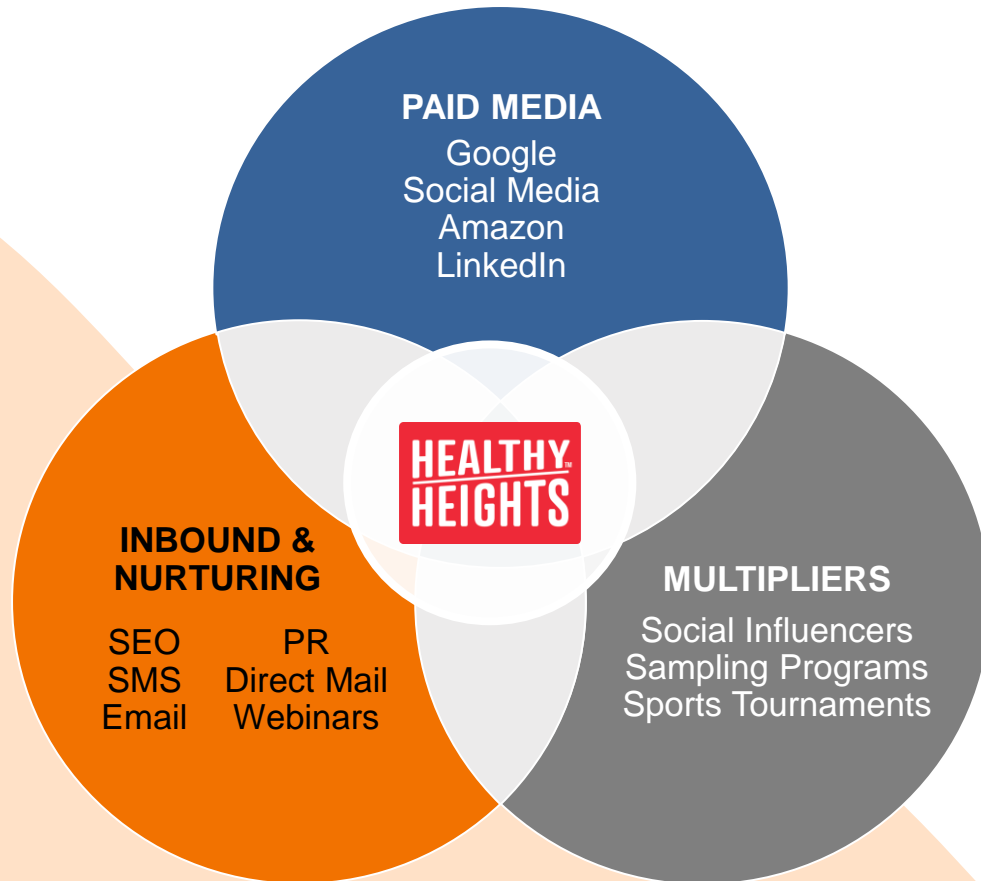 PAID MEDIA
Google
Social Media
Amazon
LinkedIn
HEALTHY™
HEIGHTS
INBOUND &
NURTURING
SEO PR
SMS Direct Mail
Email Webinars
MULTIPLIERS
Social Influencers
Sampling Programs
Sports Tournaments